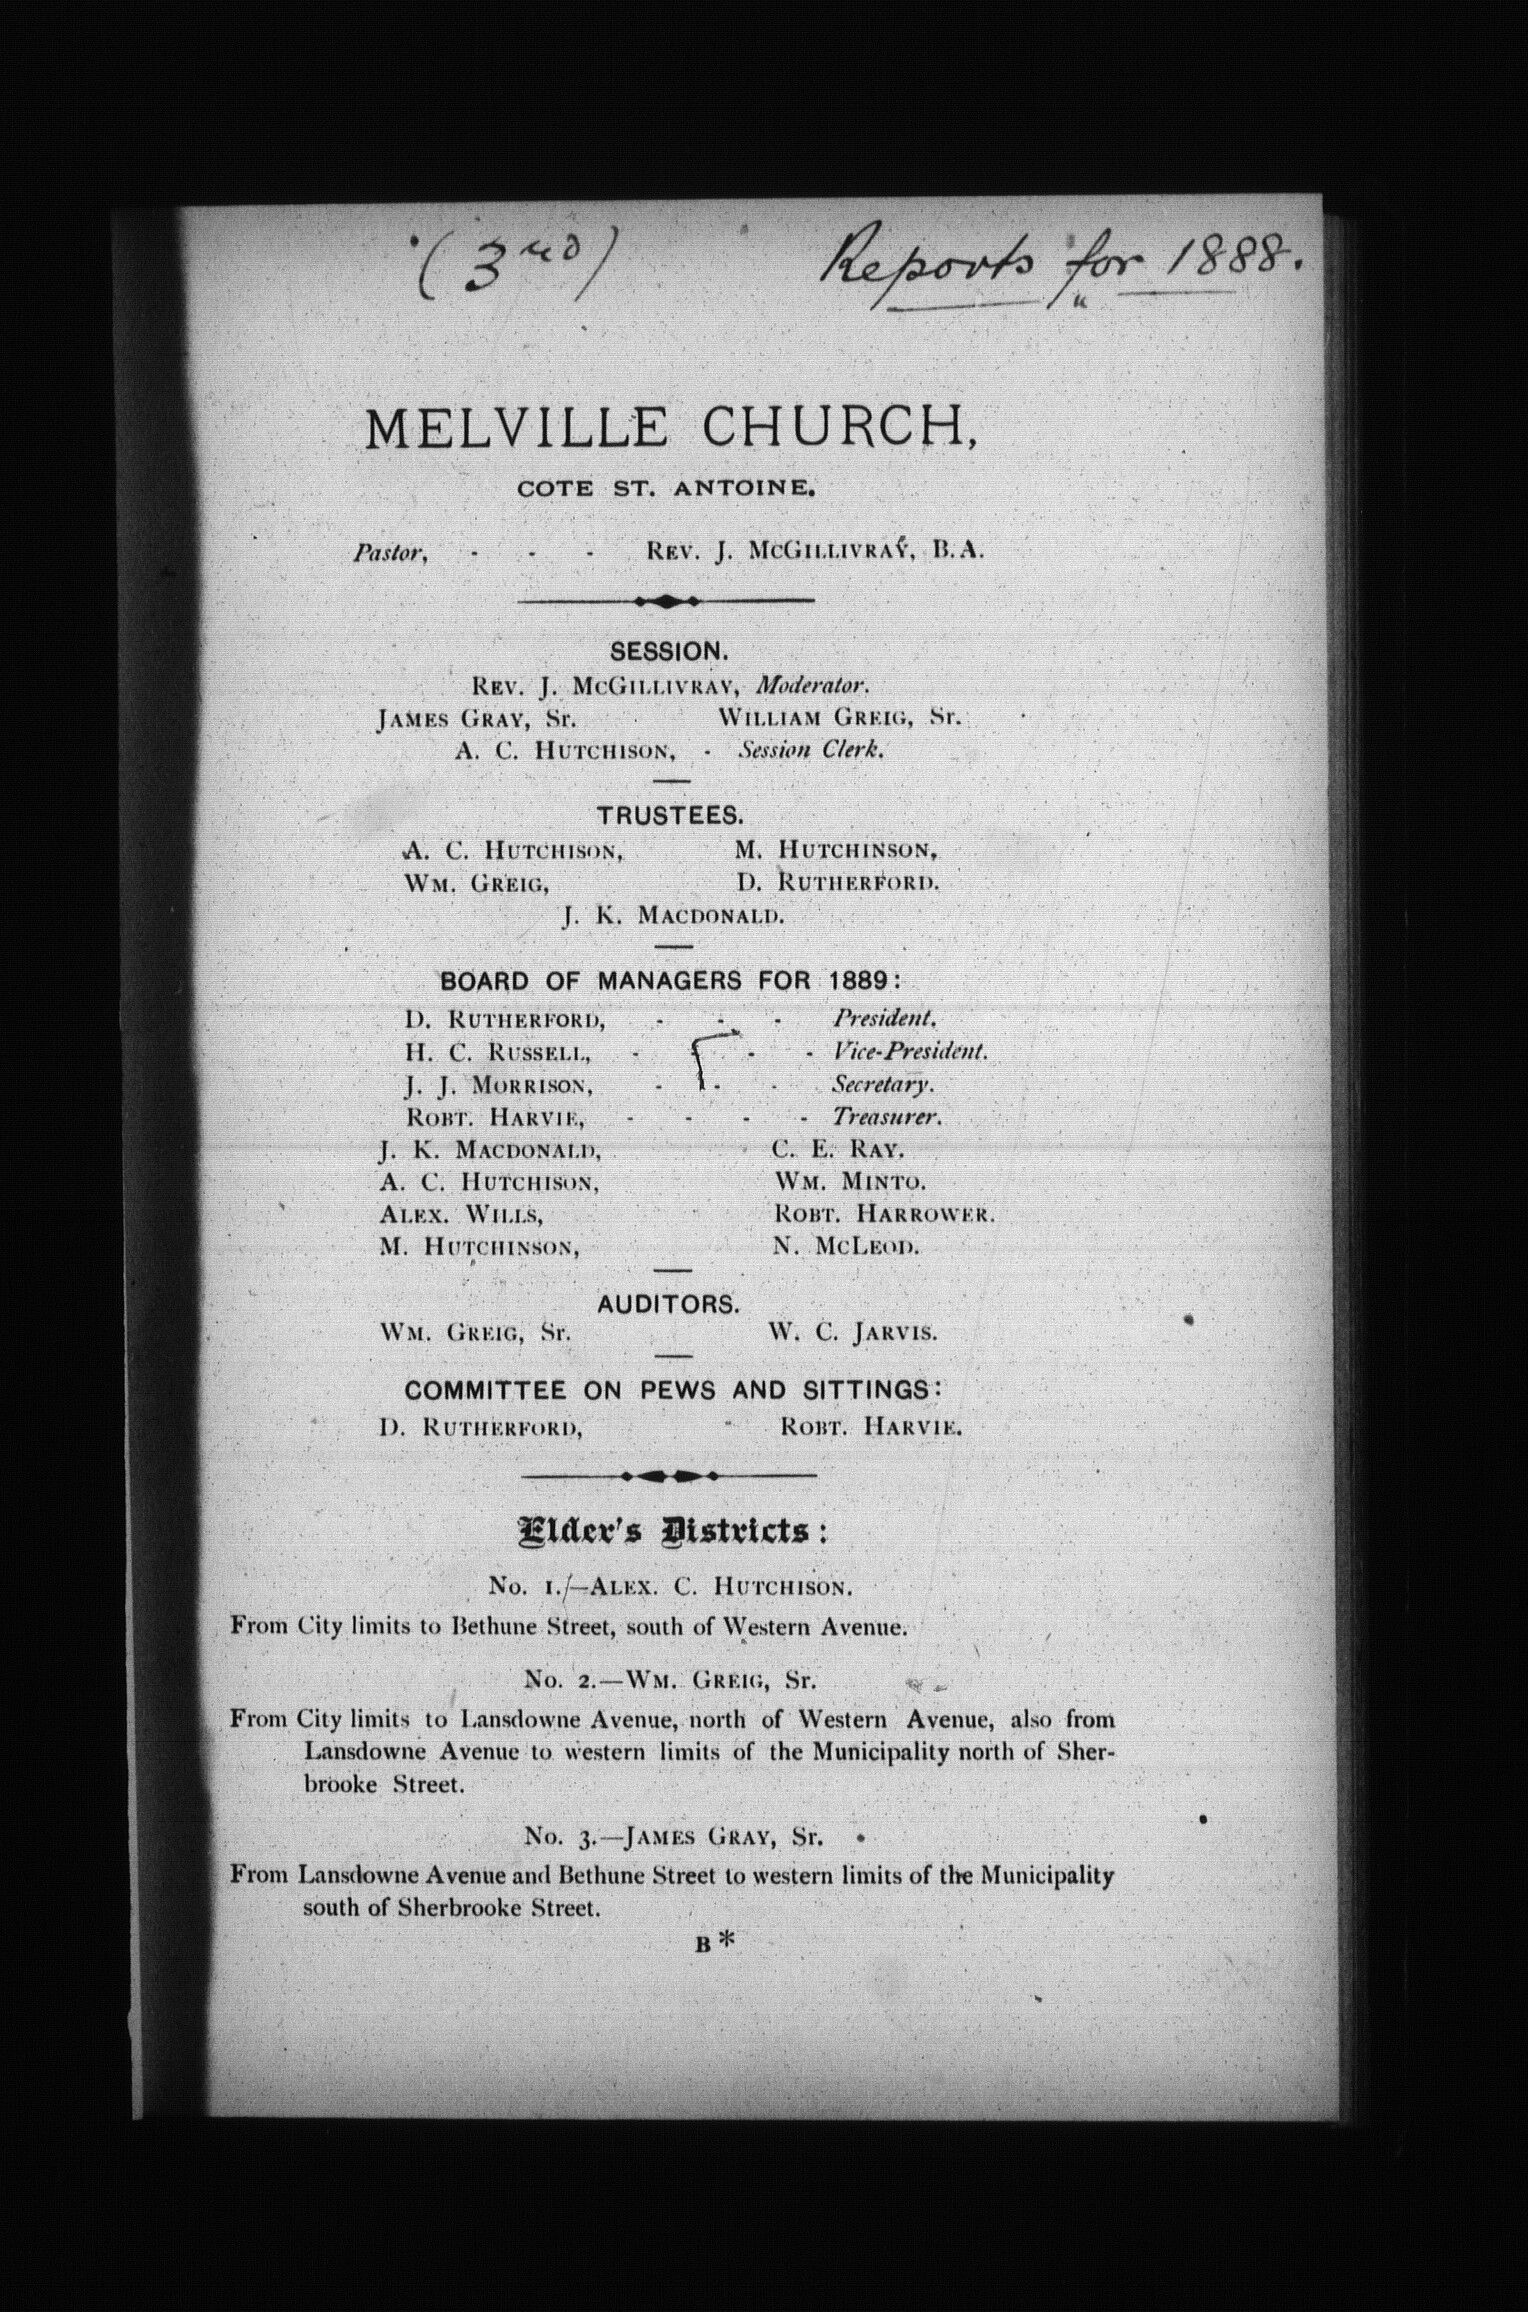 (3rd) Reports for 1888.
MELVILLE CHURCH,
COTE ST. ANTOINE.
Pastor, - - - REV. J. MCGILLIVRAY, B.A.
SESSION.
REV. J. MCGILLIVRAY, Moderator.
JAMES GRAY, Sr. WILLIAM GREIG, Sr.
A. C. HUTCHISON, - Session Clerk.
TRUSTEES.
A. C. HUTCHISON, M. HUTCHINSON,
WM. GREIG, D. RUTHERFORD.
J. K. MACDONALD.
BOARD OF MANAGERS FOR 1889:
D. RUTHERFORD, - - - President.
H. C. RUSSELL, - - - - Vice-President.
J. J. MORRISON, - - - Secretary.
ROBT. HARVIE, - - - - Treasurer.
J. K. MACDONALD, C. E. RAY.
A. C. HUTCHISON, WM. MINTO.
ALEX. WILLS, ROBT. HARROWER.
M. HUTCHINSON, N. MCLEOD.
AUDITORS.
WM. GREIG, Sr. W. C. JARVIS.
COMMITTEE ON PEWS AND SITTINGS:
D. RUTHERFORD, ROBT. HARVIE.
Elder's Districts:
No. 1.—ALEX. C. HUTCHISON.
From City limits to Bethune Street, south of Western Avenue.
No. 2.—WM. GREIG, Sr.
From City limits to Lansdowne Avenue, north of Western Avenue, also from
Lansdowne Avenue to western limits of the Municipality north of Sher-
brooke Street.
No. 3.—JAMES GRAY, Sr.
From Lansdowne Avenue and Bethune Street to western limits of the Municipality
south of Sherbrooke Street.
B*